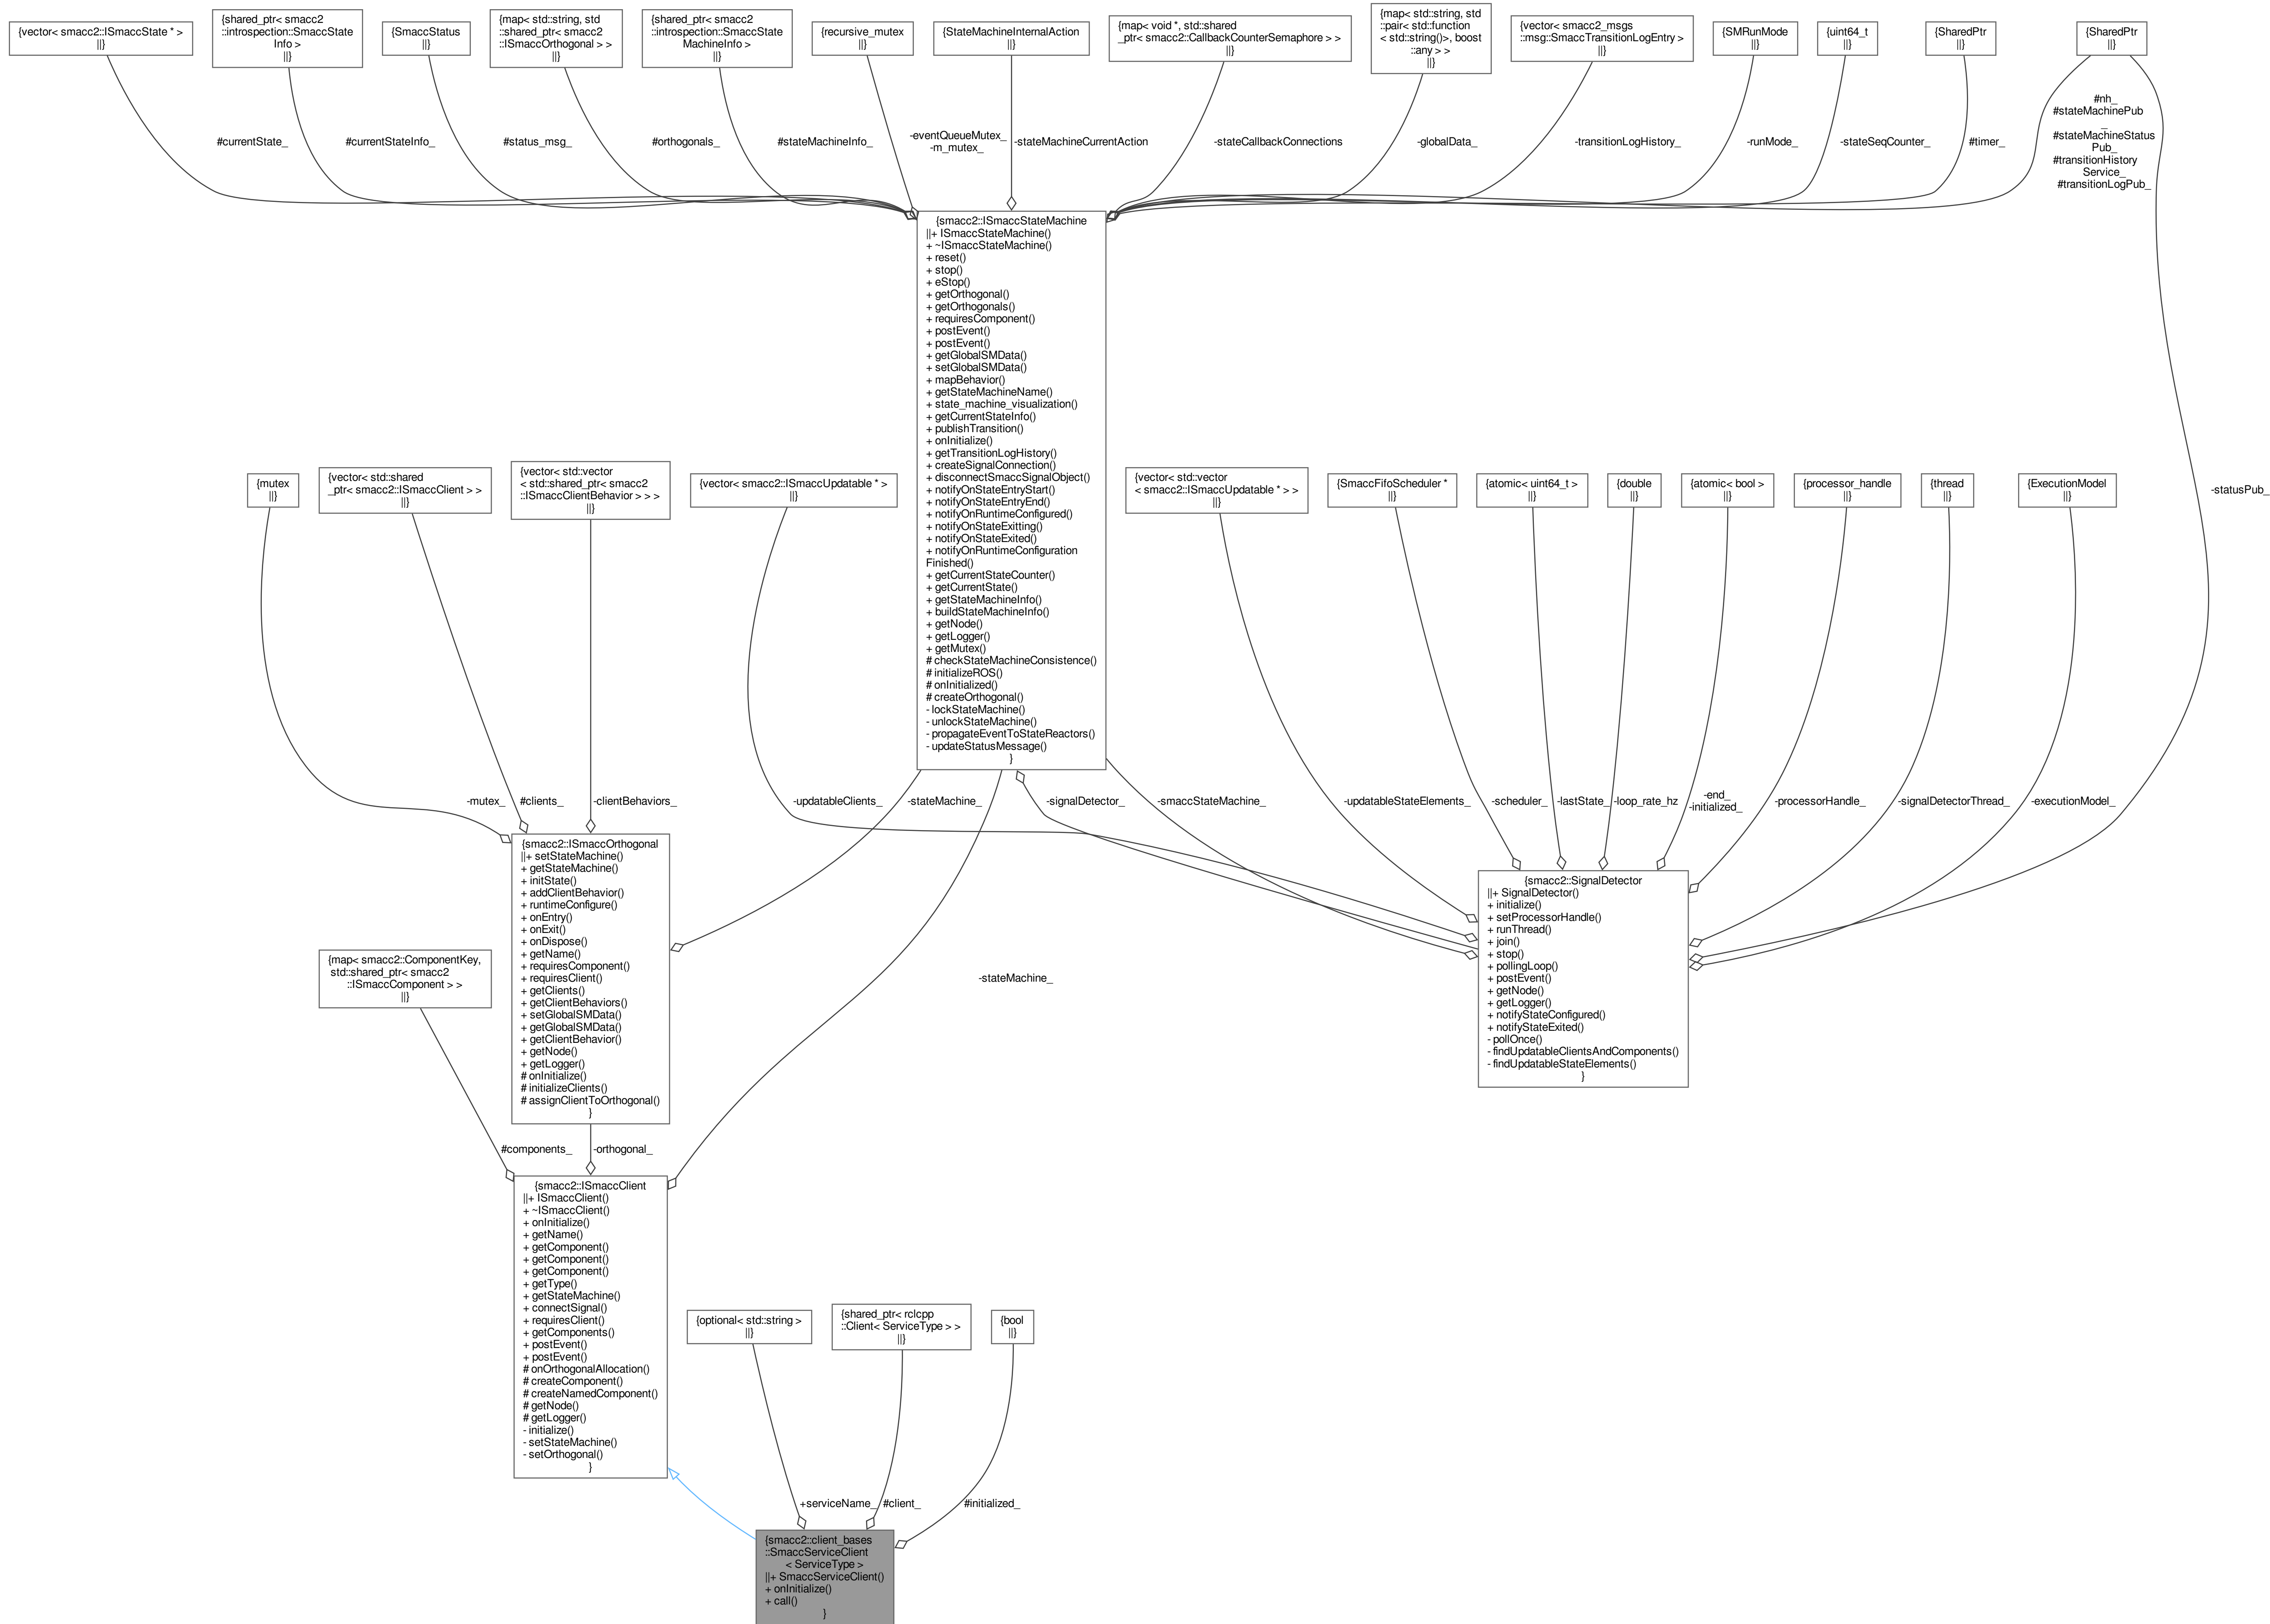 {vector< smacc2::ISmaccState * >
||}
{shared_ptr< smacc2
::introspection::SmaccState
Info >
||}
{SmaccStatus
||}
{map< std::string, std
::shared_ptr< smacc2
::ISmaccOrthogonal > >
||}
{shared_ptr< smacc2
::introspection::SmaccState
MachineInfo >
||}
{recursive_mutex
||}
{StateMachineInternalAction
||}
{map< void *, std::shared
_ptr< smacc2::CallbackCounterSemaphore > >
||}
{map< std::string, std
::pair< std::function
< std::string()>, boost
::any > >
||}
{vector< smacc2_msgs
::msg::SmaccTransitionLogEntry >
||}
{SMRunMode
||}
{uint64_t
||}
{SharedPtr
||}
{SharedPtr
||}
#currentState_
#currentStateInfo_
#status_msg_
#orthogonals_
#stateMachineInfo_
-eventQueueMutex_
-m_mutex_
-stateMachineCurrentAction
-stateCallbackConnections
-globalData_
-transitionLogHistory_
-runMode_
-stateSeqCounter_
#timer_
#nh_
#stateMachinePub
_
#stateMachineStatus
Pub_
#transitionHistory
Service_
#transitionLogPub_
{smacc2::ISmaccStateMachine
||+ ISmaccStateMachine()
+ ~ISmaccStateMachine()
+ reset()
+ stop()
+ eStop()
+ getOrthogonal()
+ getOrthogonals()
+ requiresComponent()
+ postEvent()
+ postEvent()
+ getGlobalSMData()
+ setGlobalSMData()
+ mapBehavior()
+ getStateMachineName()
+ state_machine_visualization()
+ getCurrentStateInfo()
+ publishTransition()
+ onInitialize()
+ getTransitionLogHistory()
+ createSignalConnection()
+ disconnectSmaccSignalObject()
+ notifyOnStateEntryStart()
+ notifyOnStateEntryEnd()
+ notifyOnRuntimeConfigured()
+ notifyOnStateExitting()
+ notifyOnStateExited()
+ notifyOnRuntimeConfiguration
Finished()
+ getCurrentStateCounter()
+ getCurrentState()
+ getStateMachineInfo()
+ buildStateMachineInfo()
+ getNode()
+ getLogger()
+ getMutex()
# checkStateMachineConsistence()
# initializeROS()
# onInitialized()
# createOrthogonal()
- lockStateMachine()
- unlockStateMachine()
- propagateEventToStateReactors()
- updateStatusMessage()
}
{mutex
||}
{vector< std::shared
_ptr< smacc2::ISmaccClient > >
||}
{vector< std::vector
< std::shared_ptr< smacc2
::ISmaccClientBehavior > > >
||}
{vector< smacc2::ISmaccUpdatable * >
||}
{vector< std::vector
< smacc2::ISmaccUpdatable * > >
||}
{SmaccFifoScheduler *
||}
{atomic< uint64_t >
||}
{double
||}
{atomic< bool >
||}
{processor_handle
||}
{thread
||}
{ExecutionModel
||}
-statusPub_
-mutex_
#clients_
-clientBehaviors_
-updatableClients_
-stateMachine_
-signalDetector_
-smaccStateMachine_
-updatableStateElements_
-scheduler_
-lastState_
-loop_rate_hz
-end_
-initialized_
-processorHandle_
-signalDetectorThread_
-executionModel_
{smacc2::ISmaccOrthogonal
||+ setStateMachine()
+ getStateMachine()
+ initState()
+ addClientBehavior()
+ runtimeConfigure()
+ onEntry()
+ onExit()
+ onDispose()
+ getName()
+ requiresComponent()
+ requiresClient()
+ getClients()
+ getClientBehaviors()
+ setGlobalSMData()
+ getGlobalSMData()
+ getClientBehavior()
+ getNode()
+ getLogger()
# onInitialize()
# initializeClients()
# assignClientToOrthogonal()
}
{smacc2::SignalDetector
||+ SignalDetector()
+ initialize()
+ setProcessorHandle()
+ runThread()
+ join()
+ stop()
+ pollingLoop()
+ postEvent()
+ getNode()
+ getLogger()
+ notifyStateConfigured()
+ notifyStateExited()
- pollOnce()
- findUpdatableClientsAndComponents()
- findUpdatableStateElements()
}
{map< smacc2::ComponentKey,
std::shared_ptr< smacc2
::ISmaccComponent > >
||}
-stateMachine_
#components_
-orthogonal_
{smacc2::ISmaccClient
||+ ISmaccClient()
+ ~ISmaccClient()
+ onInitialize()
+ getName()
+ getComponent()
+ getComponent()
+ getComponent()
+ getType()
+ getStateMachine()
+ connectSignal()
+ requiresClient()
+ getComponents()
+ postEvent()
+ postEvent()
# onOrthogonalAllocation()
# createComponent()
# createNamedComponent()
# getNode()
# getLogger()
- initialize()
- setStateMachine()
- setOrthogonal()
}
{optional< std::string >
||}
{shared_ptr< rclcpp
::Client< ServiceType > >
||}
{bool
||}
+serviceName_
#client_
#initialized_
{smacc2::client_bases
::SmaccServiceClient
< ServiceType >
||+ SmaccServiceClient()
+ onInitialize()
+ call()
}